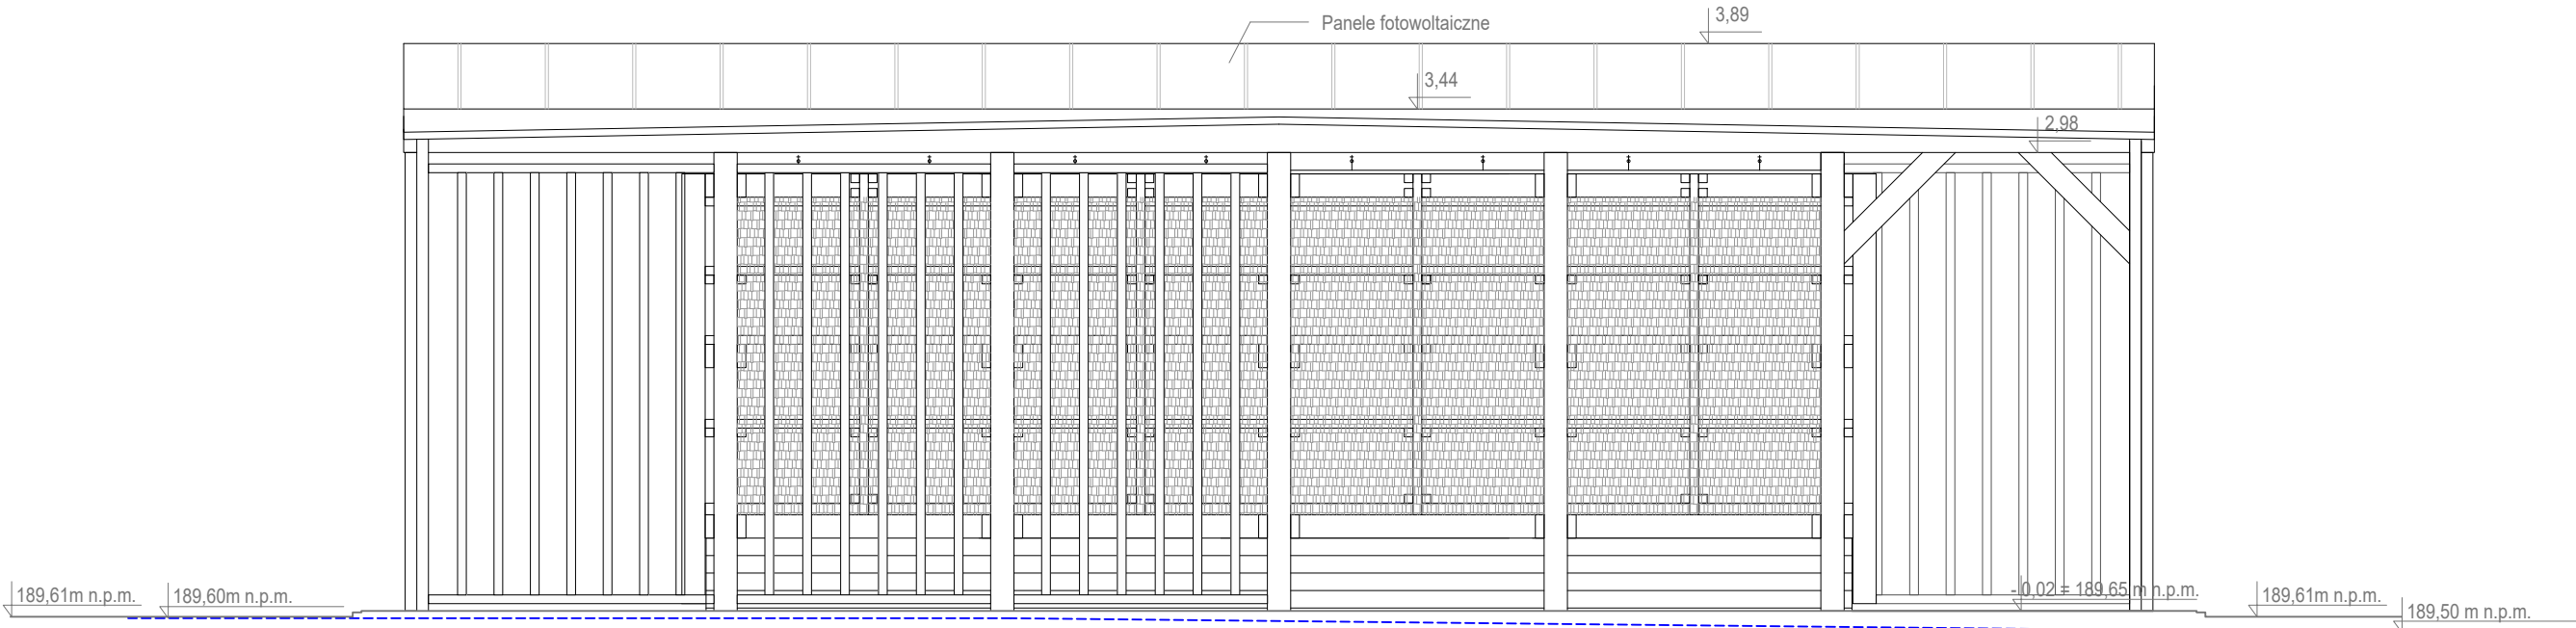 3,89
Panele fotowoltaiczne
3,44
2,98
189,61m n.p.m.
189,60m n.p.m.
- 0,02 = 189,65 m n.p.m.
189,61m n.p.m.
189,50 m n.p.m.